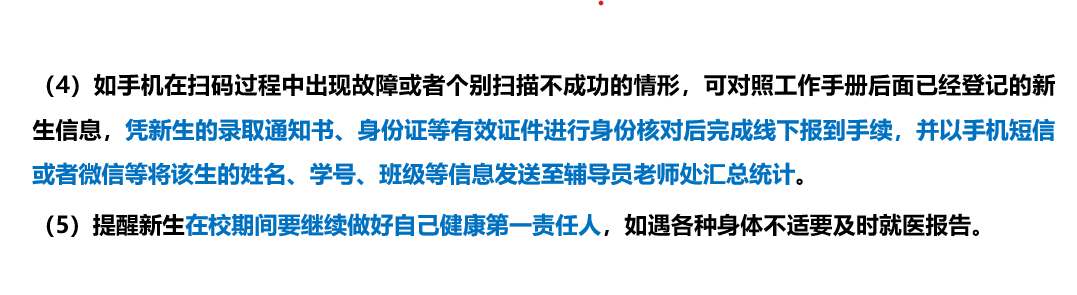 （4）如手机在扫码过程中出现故障或者个别扫描不成功的情形，可对照工作手册后面已经登记的新
生信息，凭新生的录取通知书、身份证等有效证件进行身份核对后完成线下报到手续，并以手机短信
或者微信等将该生的姓名、学号、班级等信息发送至辅导员老师处汇总统计。
（5）提醒新生在校期间要继续做好自己健康第一责任人，如遇各种身体不适要及时就医报告。